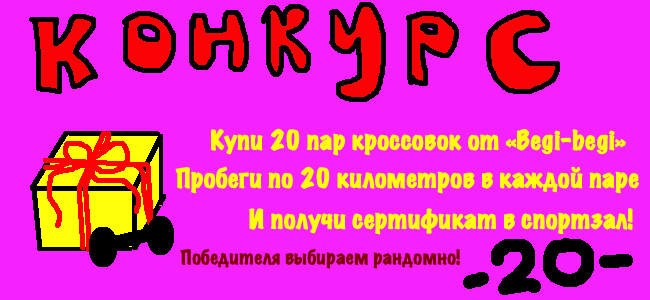 КОНКУРС
Купи 20 пар кроссовок от «Begi-begi»
Пробеги по 20 километров в каждой паре
И получи сертификат в спортзал!
Победителя выбираем рандомно!
-20-